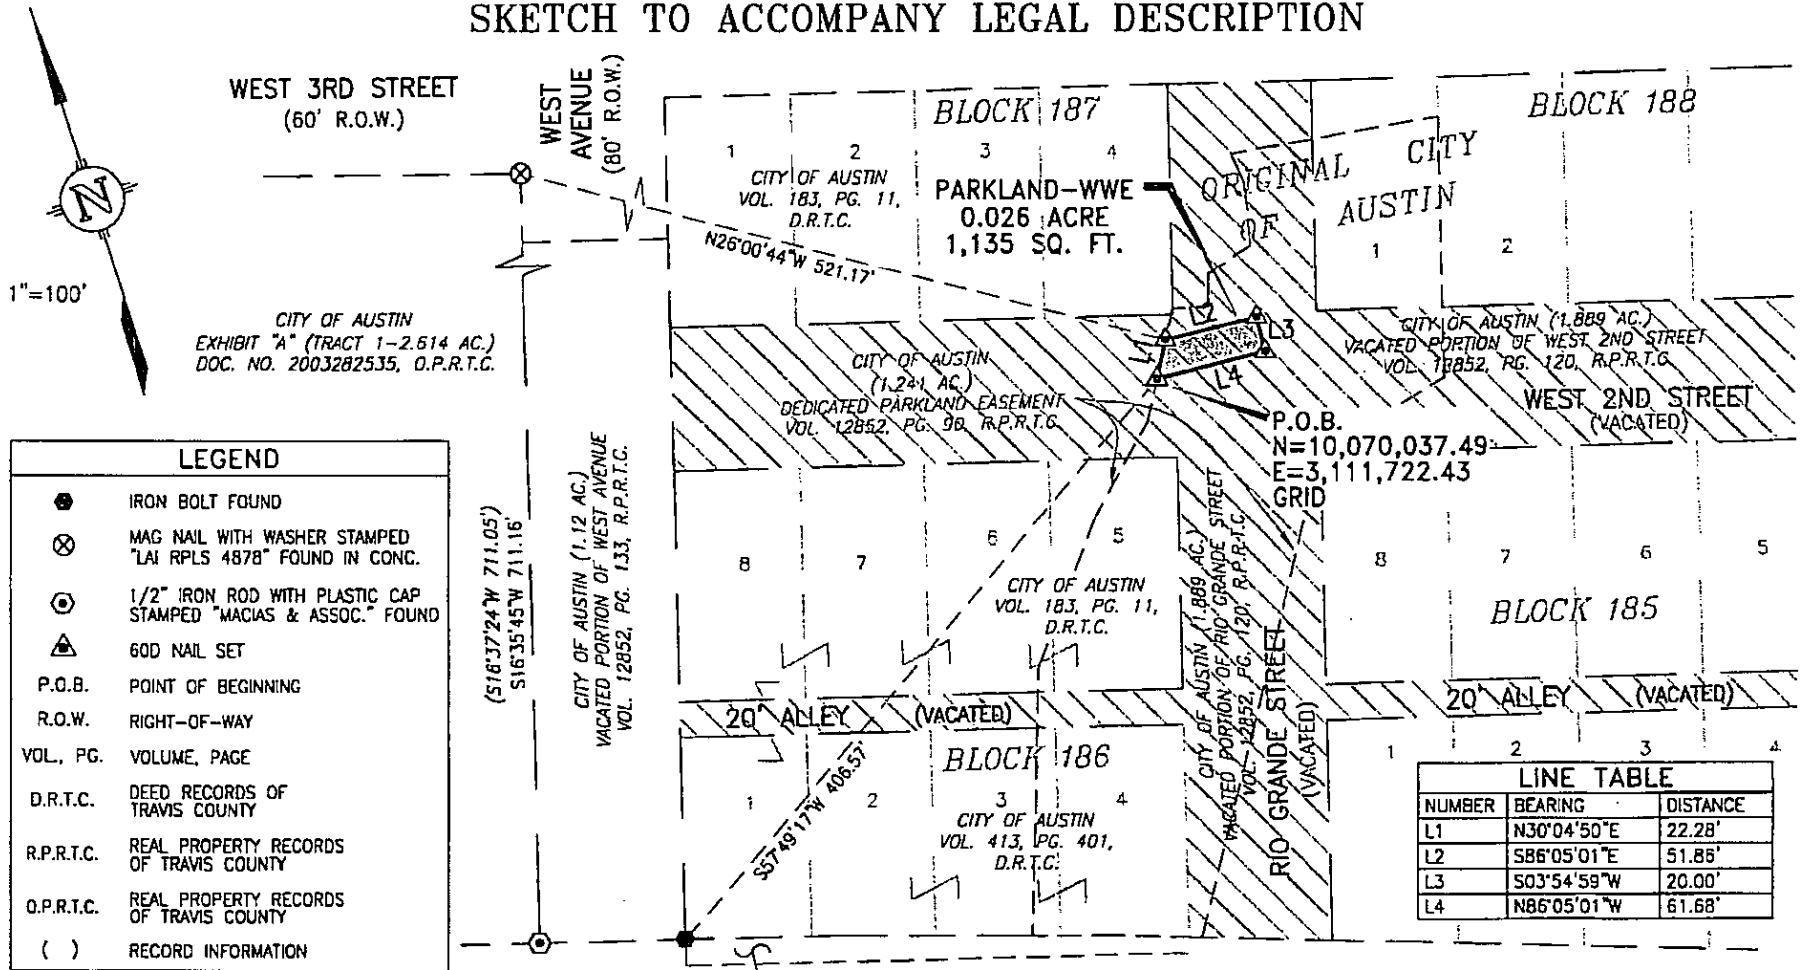 SKETCH TO ACCOMPANY LEGAL DESCRIPTION
WEST 3RD STREET
(60' R.O.W.)
WEST
AVENUE
(80' R.O.W.)
N
1"=100'
BLOCK 187
1
2
3
4
CITY OF AUSTIN
VOL. 183, PG. 11,
D.R.T.C.
PARKLAND-WWE
0.026 ACRE
1,135 SQ. FT.
N26°00'44"W 521.17'
BLOCK 188
ORIGINAL CITY
OF AUSTIN
1
2
CITY OF AUSTIN
EXHIBIT "A" (TRACT 1-2.614 AC.)
DOC. NO. 2003282535, O.P.R.T.C.
CITY OF AUSTIN
(1.241 AC.)
DEDICATED PARKLAND EASEMENT
VOL. 12852, PG. 90, R.P.R.T.C
L1
L2
L3
L4
CITY OF AUSTIN (1.889 AC.)
VACATED PORTION OF WEST 2ND STREET
VOL. 12852, PG. 120, R.P.R.T.C
WEST 2ND STREET
(VACATED)
P.O.B.
N=10,070,037.49
E=3,111,722.43
GRID
(S16°37'24"W 711.05')
S16°35'45"W 711.16'
CITY OF AUSTIN (1.12 AC.)
VACATED PORTION OF WEST AVENUE
VOL. 12852, PG. 133, R.P.R.T.C.
8
7
6
5
CITY OF AUSTIN
VOL. 183, PG. 11,
D.R.T.C.
CITY OF AUSTIN (1.889 AC.)
VACATED PORTION OF RIO GRANDE STREET
VOL. 12852, PG. 120, R.P.R.T.C.
RIO GRANDE STREET
(VACATED)
8
7
6
5
BLOCK 185
20' ALLEY (VACATED)
20' ALLEY (VACATED)
BLOCK 186
1
2
3
4
S57°49'17"W 406.57'
CITY OF AUSTIN
VOL. 413, PG. 401,
D.R.T.C.
1
2
3
4
LEGEND
IRON BOLT FOUND
MAG NAIL WITH WASHER STAMPED
"LAI RPLS 4878" FOUND IN CONC.
1/2" IRON ROD WITH PLASTIC CAP
STAMPED "MACIAS & ASSOC." FOUND
60D NAIL SET
P.O.B. POINT OF BEGINNING
R.O.W. RIGHT-OF-WAY
VOL., PG. VOLUME, PAGE
D.R.T.C. DEED RECORDS OF
TRAVIS COUNTY
R.P.R.T.C. REAL PROPERTY RECORDS
OF TRAVIS COUNTY
O.P.R.T.C. REAL PROPERTY RECORDS
OF TRAVIS COUNTY
( ) RECORD INFORMATION
LINE TABLE
NUMBER BEARING DISTANCE
L1 N30°04'50"E 22.28'
L2 S86°05'01"E 51.86'
L3 S03°54'59"W 20.00'
L4 N86°05'01"W 61.68'